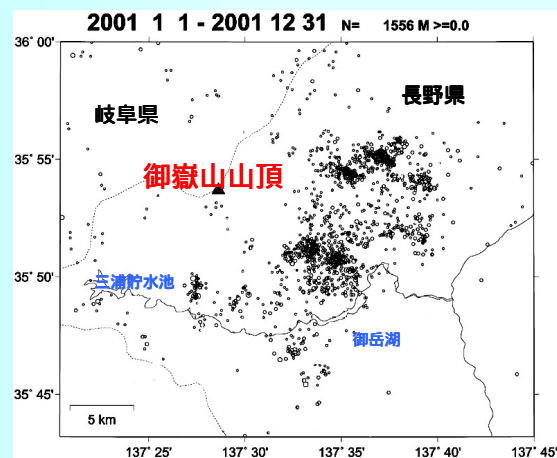 2001 1 1 - 2001 12 31 N= 1556 M >=0.0
36° 00'
長野県
岐阜県
35° 55'
御嶽山山頂
35° 50'
三浦貯水池
御岳湖
35° 45'
5 km
137° 25' 137° 30' 137° 35' 137° 40' 137° 45'